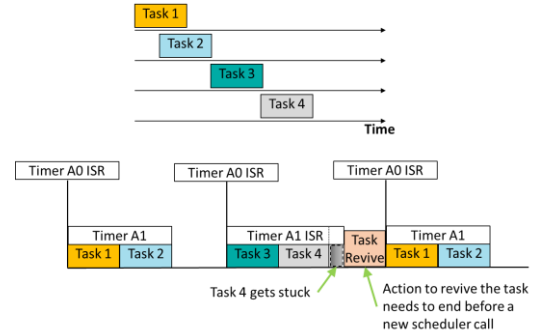 Task 1
Task 2
Task 3
Task 4
Time
Timer A0 ISR
Timer A0 ISR
Timer A0 ISR
Timer A1
Timer A1 ISR
Timer A1
Task 1
Task 2
Task 3
Task 4
Task
Revive
Task 1
Task 2
Task 4 gets stuck
Action to revive the task
needs to end before a
new scheduler call